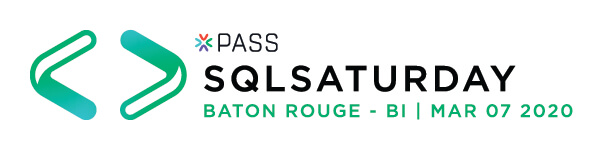 PASS
SQLSATURDAY
BATON ROUGE - BI | MAR 07 2020